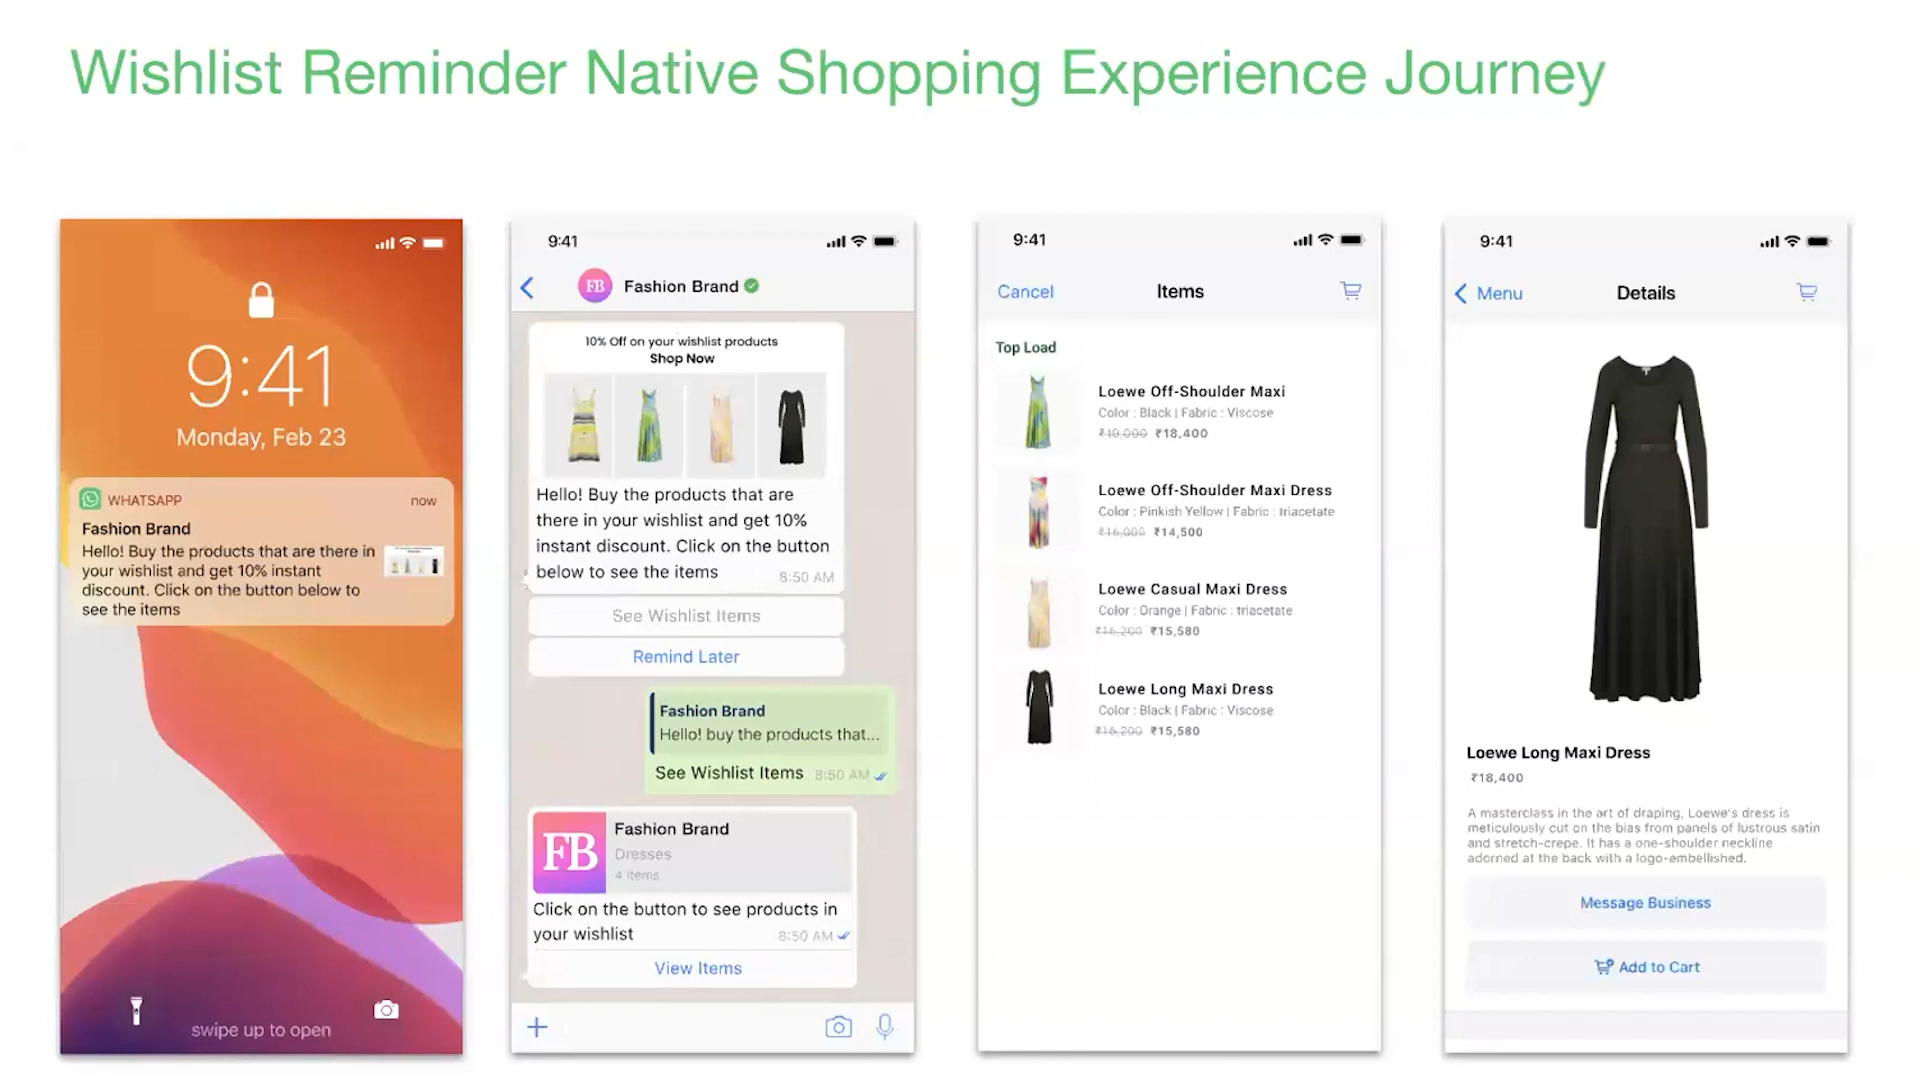 Wishlist Reminder Native Shopping Experience Journey
9:41
Monday, Feb 23
WHATSAPP
now
Fashion Brand
Hello! Buy the products that are there in
your wishlist and get 10% instant
discount. Click on the button below to
see the items
swipe up to open
9:41
FB
Fashion Brand
10% Off on your wishlist products
Shop Now
Hello! Buy the products that are
there in your wishlist and get 10%
instant discount. Click on the button
below to see the items
8:50 AM
See Wishlist Items
Remind Later
Fashion Brand
Hello! buy the products that...
See Wishlist Items
8:50 AM
FB
Fashion Brand
Dresses
4 items
Click on the button to see products in
your wishlist
8:50 AM
View Items
9:41
Cancel
Items
Top Load
Loewe Off-Shoulder Maxi
Color : Black | Fabric : Viscose
₹18,400
Loewe Off-Shoulder Maxi Dress
Color : Pinkish Yellow | Fabric : triacetate
₹16,000 ₹14,500
Loewe Casual Maxi Dress
Color : Orange | Fabric : triacetate
₹16,200 ₹15,580
Loewe Long Maxi Dress
Color : Black | Fabric : Viscose
₹16,200 ₹15,580
9:41
Menu
Details
Loewe Long Maxi Dress
₹18,400
A masterclass in the art of draping, Loewe's dress is
meticulously cut on the bias from panels of lustrous satin
and stretch-crepe. It has a one-shoulder neckline
adorned at the back with a logo-embellished.
Message Business
Add to Cart